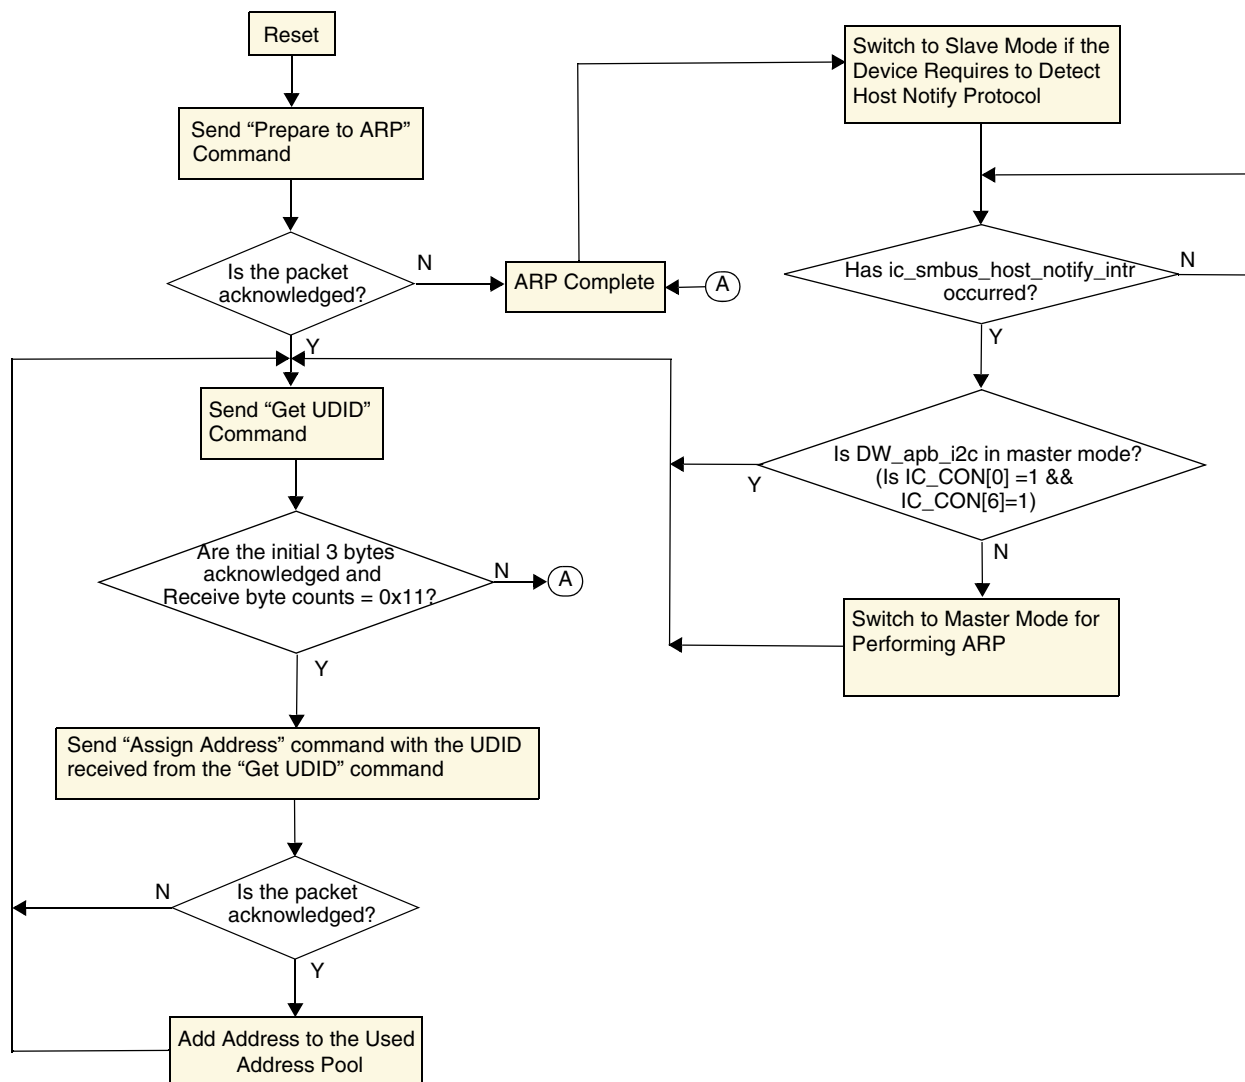 Reset
Send “Prepare to ARP”
Command
Is the packet
acknowledged?
N
Y
ARP Complete
A
Switch to Slave Mode if the
Device Requires to Detect
Host Notify Protocol
Has ic_smbus_host_notify_intr
occurred?
N
Y
Is DW_apb_i2c in master mode?
(Is IC_CON[0] =1 &&
IC_CON[6]=1)
Y
N
Switch to Master Mode for
Performing ARP
Send “Get UDID”
Command
Are the initial 3 bytes
acknowledged and
Receive byte counts = 0x11?
N
A
Y
Send “Assign Address” command with the UDID
received from the “Get UDID” command
Is the packet
acknowledged?
N
Y
Add Address to the Used
Address Pool